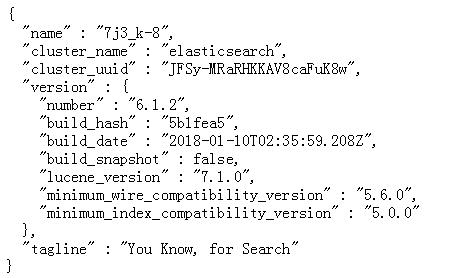 {
"name" : "7j3_k-8",
"cluster_name" : "elasticsearch",
"cluster_uuid" : "JFSy-MRaRHKKAV8caFuK8w",
"version" : {
"number" : "6.1.2",
"build_hash" : "5b1fea5",
"build_date" : "2018-01-10T02:35:59.208Z",
"build_snapshot" : false,
"lucene_version" : "7.1.0",
"minimum_wire_compatibility_version" : "5.6.0",
"minimum_index_compatibility_version" : "5.0.0"
},
"tagline" : "You Know, for Search"
}